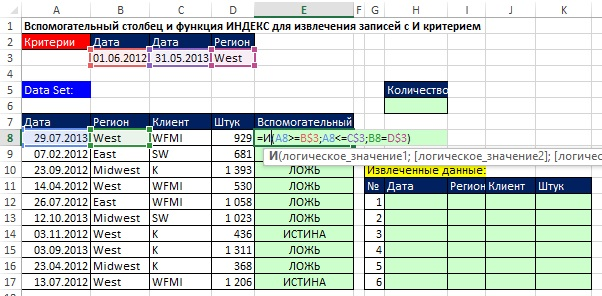 A B C D E F G H I J K
1 Вспомогательный столбец и функция ИНДЕКС для извлечения записей с И критерием
2 Критерии Дата Дата Регион
3 01.06.2012 31.05.2013 West
4
5 Data Set: Количество
6
7 Дата Регион Клиент Штук Вспомогательный
8 29.07.2013 West WFMI 929 =И(A8>=B$3;A8<=C$3;B8=D$3)
9 07.02.2012 East SW 681 И(логическое_значение1; [логическое_значение2]; [логичес
10 23.09.2012 Midwest K 1 393 ЛОЖЬ Извлеченные данные:
11 14.04.2012 West WFMI 530 ЛОЖЬ № Дата Регион Клиент Штук
12 26.07.2012 East WFMI 1 058 ЛОЖЬ 1
13 12.10.2013 Midwest SW 1 023 ЛОЖЬ 2
14 03.11.2012 West K 436 ИСТИНА 3
15 03.09.2013 West K 1 311 ЛОЖЬ 4
16 23.04.2012 Midwest K 368 ЛОЖЬ 5
17 13.07.2012 West WFMI 1 206 ИСТИНА 6